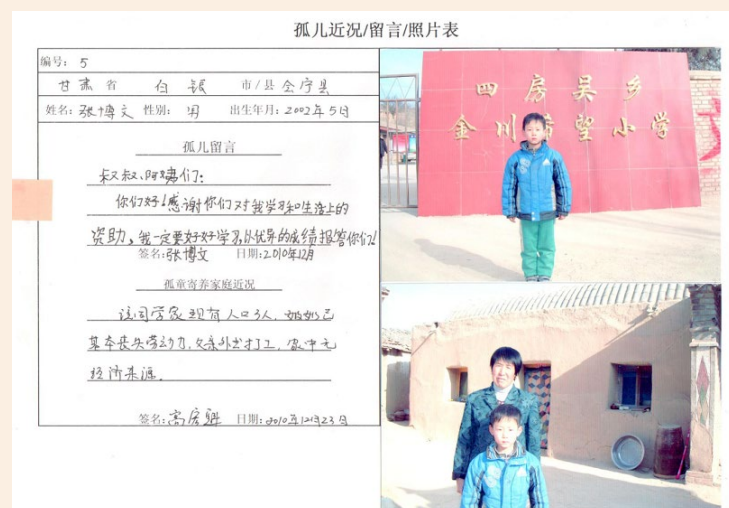 孤儿近况/留言/照片表
编号: 5
甘肃 省 白银 市/县 会宁县
姓名: 张博文 性别: 男 出生年月: 2002年5月
孤儿留言
叔叔、阿姨们:
你们好!感谢你们对我学习和生活上的
资助。我一定要好好学习,以优异的成绩报答你们!
签名: 张博文 日期: 2010年12月
孤童寄养家庭近况
该同学家现有人口3人,奶奶已
基本丧失劳动力,父亲外出打工,家中无
经济来源.
签名: 高 日期: 2010年12月23日
四房吴乡
金川希望小学